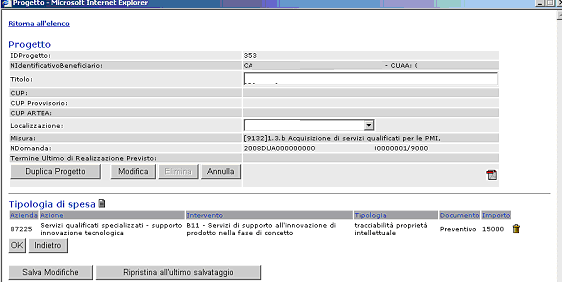 Progetto - Microsoft Internet Explorer
Ritorna all'elenco
Progetto
IDProgetto: 353
NIdentificativoBeneficiario: CA - CUAA: (
Titolo:
CUP:
CUP Provvisorio:
CUP ARTEA:
Localizzazione:
Misura: [9132]1.3.b Acquisizione di servizi qualificati per le PMI.
NDomanda: 2008DUA000000000 I0000001/9000
Termine Ultimo di Realizzazione Previsto:
Duplica Progetto Modifica Elimina Annulla
Tipologia di spesa
Azienda Azione Intervento Tipologia Documento Importo
87225 Servizi qualificati specializzati - supporto innovazione tecnologica B11 - Servizi di supporto all'innovazione di prodotto nella fase di concetto tracciabilità proprietà intellettuale Preventivo 15000
OK Indietro
Salva Modifiche Ripristina all'ultimo salvataggio